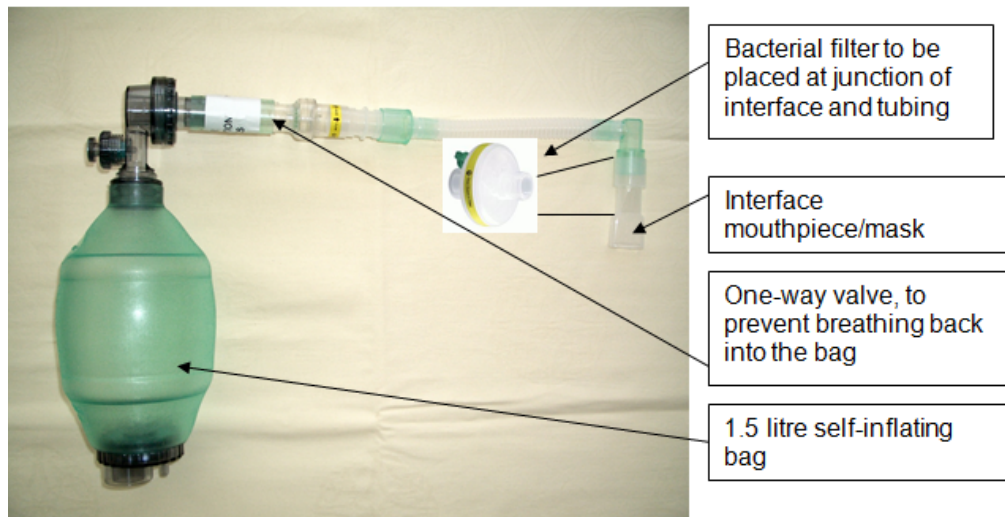 Bacterial filter to be
placed at junction of
interface and tubing
Interface
mouthpiece/mask
One-way valve, to
prevent breathing back
into the bag
1.5 litre self-inflating
bag